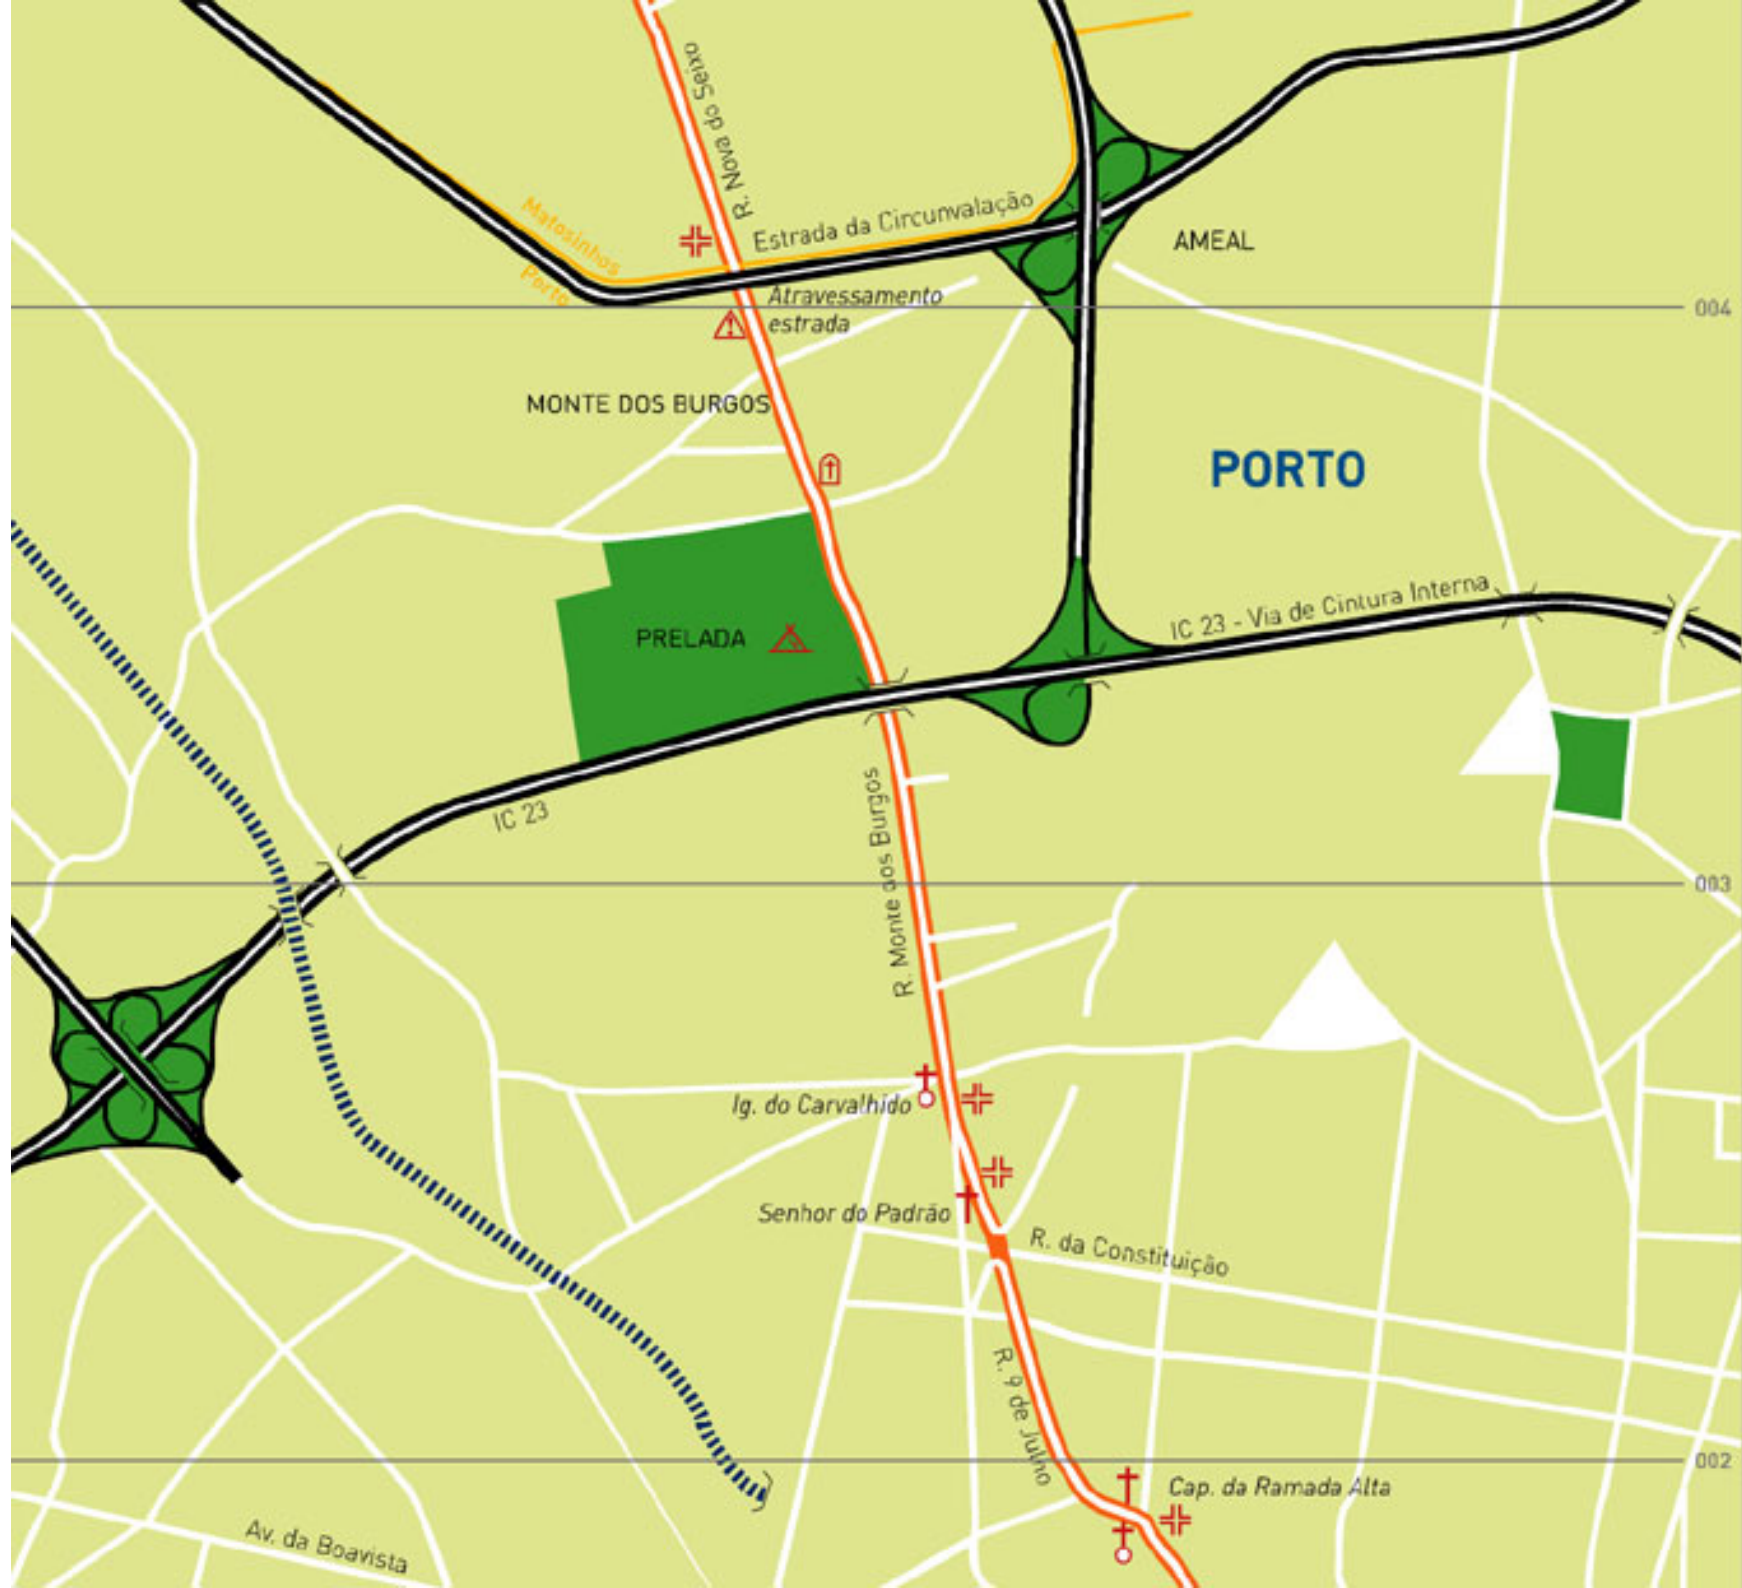 R. Nova do Seixo
Matosinhos
Porto
Estrada da Circunvalação
AMEAL
Atravessamento
estrada
004
MONTE DOS BURGOS
PORTO
PRELADA
IC 23 - Via de Cintura Interna
IC 23
R. Monte dos Burgos
003
Ig. do Carvalhido
Senhor do Padrão
R. da Constituição
R. 9 de Julho
002
Cap. da Ramada Alta
Av. da Boavista